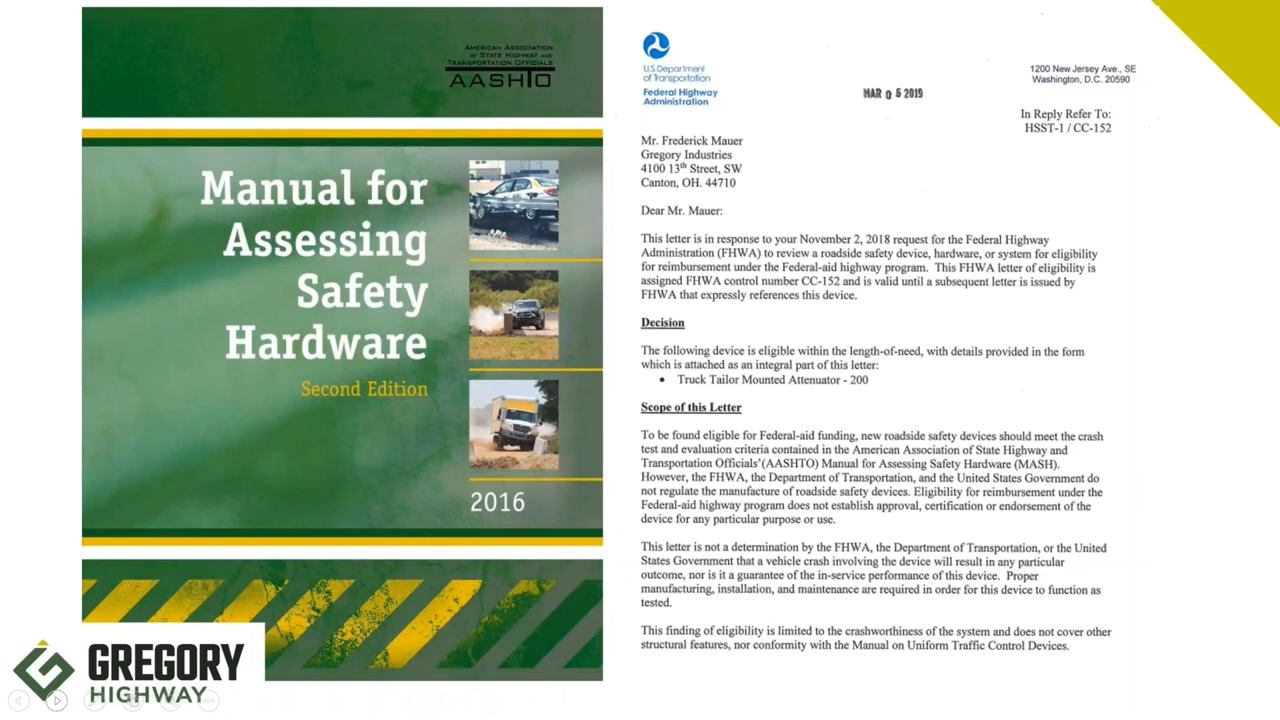 AMERICAN ASSOCIATION
OF STATE HIGHWAY AND
TRANSPORTATION OFFICIALS
AASHTO
Manual for
Assessing
Safety
Hardware
Second Edition
2016
GREGORY
HIGHWAY
U.S. Department
of Transportation
Federal Highway
Administration
1200 New Jersey Ave., SE
Washington, D.C. 20590
MAR 05 2019
In Reply Refer To:
HSST-1 / CC-152
Mr. Frederick Mauer
Gregory Industries
4100 13th Street, SW
Canton, OH. 44710
Dear Mr. Mauer:
This letter is in response to your November 2, 2018 request for the Federal Highway
Administration (FHWA) to review a roadside safety device, hardware, or system for eligibility
for reimbursement under the Federal-aid highway program. This FHWA letter of eligibility is
assigned FHWA control number CC-152 and is valid until a subsequent letter is issued by
FHWA that expressly references this device.
Decision
The following device is eligible within the length-of-need, with details provided in the form
which is attached as an integral part of this letter:
• Truck Tailor Mounted Attenuator - 200
Scope of this Letter
To be found eligible for Federal-aid funding, new roadside safety devices should meet the crash
test and evaluation criteria contained in the American Association of State Highway and
Transportation Officials'(AASHTO) Manual for Assessing Safety Hardware (MASH).
However, the FHWA, the Department of Transportation, and the United States Government do
not regulate the manufacture of roadside safety devices. Eligibility for reimbursement under the
Federal-aid highway program does not establish approval, certification or endorsement of the
device for any particular purpose or use.
This letter is not a determination by the FHWA, the Department of Transportation, or the United
States Government that a vehicle crash involving the device will result in any particular
outcome, nor is it a guarantee of the in-service performance of this device. Proper
manufacturing, installation, and maintenance are required in order for this device to function as
tested.
This finding of eligibility is limited to the crashworthiness of the system and does not cover other
structural features, nor conformity with the Manual on Uniform Traffic Control Devices.